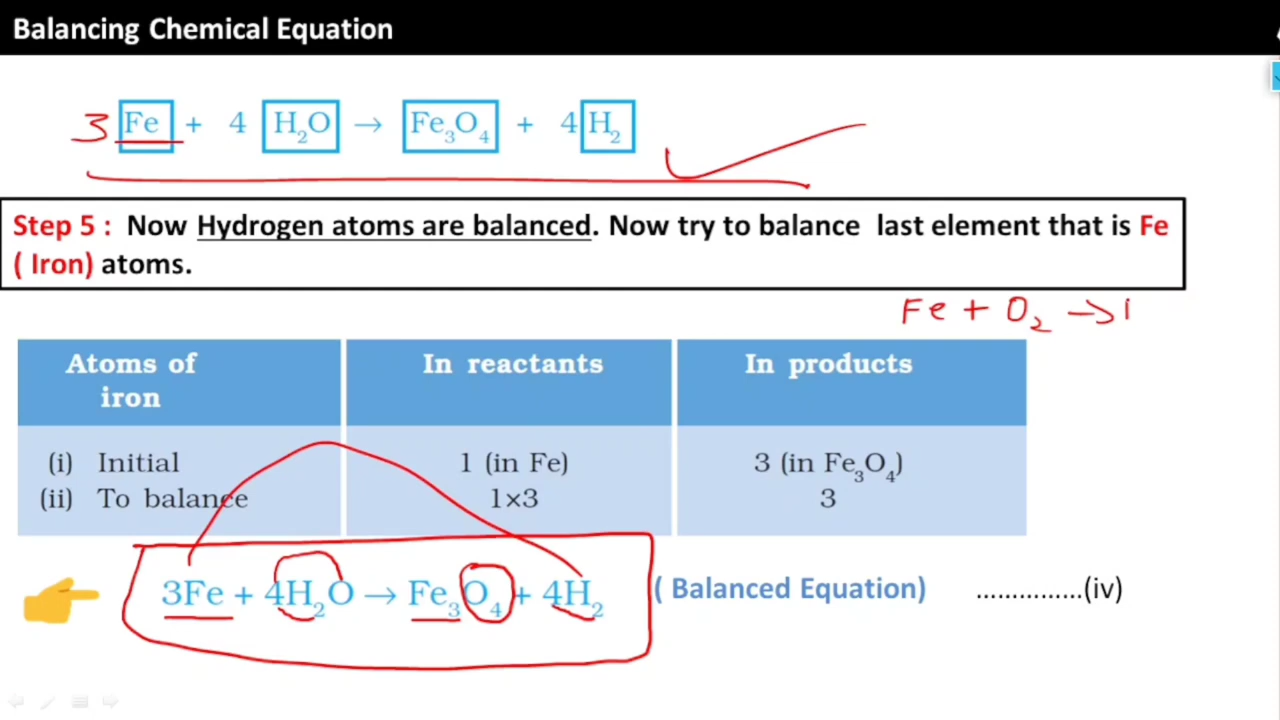 Balancing Chemical Equation
3 Fe + 4 H₂O → Fe₃O₄ + 4 H₂
Step 5 : Now Hydrogen atoms are balanced. Now try to balance last element that is Fe
( Iron) atoms.
Fe + O₂ →
Atoms of iron In reactants In products
(i) Initial 1 (in Fe) 3 (in Fe₃O₄)
(ii) To balance 1×3 3
3Fe + 4H₂O → Fe₃O₄ + 4H₂ ( Balanced Equation) ...............(iv)